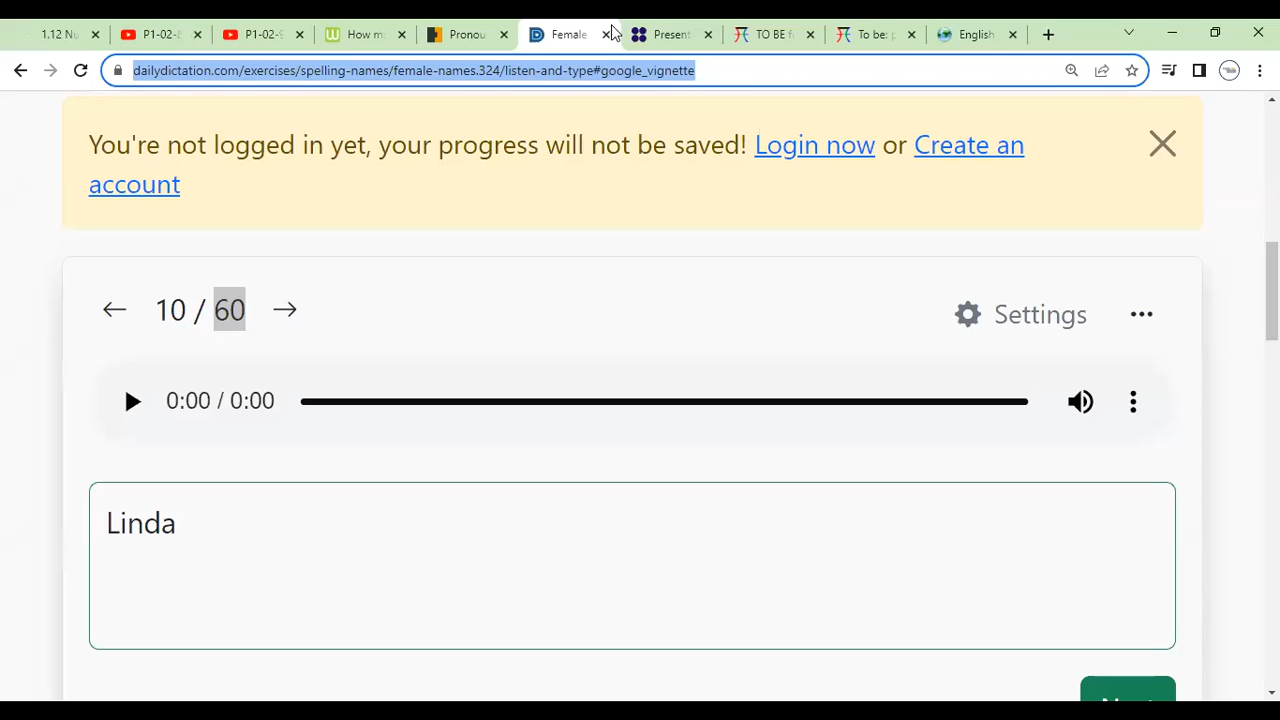 1.12 Nu P1-02-8 P1-02-9 How m Pronou Female Present TO BE f To be: p English
dailydictation.com/exercises/spelling-names/female-names.324/listen-and-type#google_vignette
You're not logged in yet, your progress will not be saved! Login now or Create an
account
10 / 60 Settings
0:00 / 0:00
Linda